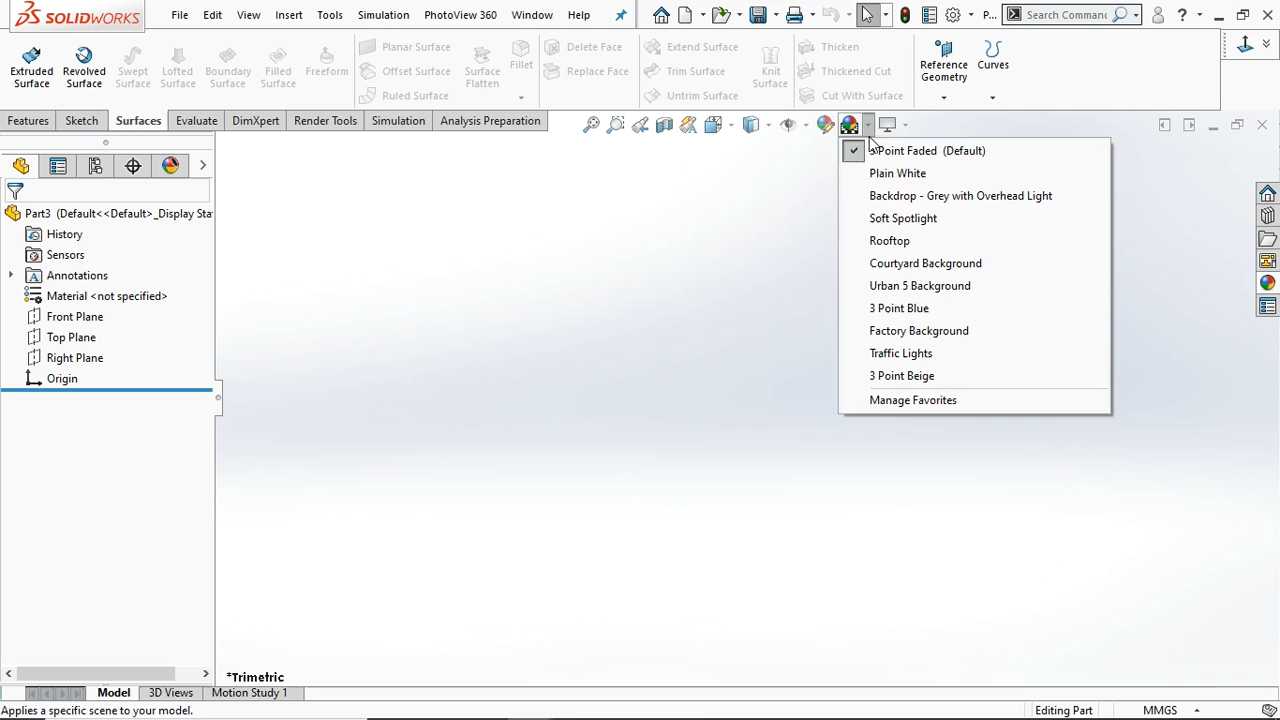 SOLIDWORKS
File Edit View Insert Tools Simulation PhotoView 360 Window Help P... Search Commanc ?
Extruded Surface
Revolved Surface
Swept Surface
Lofted Surface
Boundary Surface
Filled Surface
Freeform
Planar Surface
Offset Surface
Ruled Surface
Surface Flatten
Fillet
Delete Face
Replace Face
Extend Surface
Trim Surface
Untrim Surface
Knit Surface
Thicken
Thickened Cut
Cut With Surface
Reference Geometry
Curves
Features Sketch Surfaces Evaluate DimXpert Render Tools Simulation Analysis Preparation
Point Faded (Default)
Plain White
Backdrop - Grey with Overhead Light
Soft Spotlight
Rooftop
Courtyard Background
Urban 5 Background
3 Point Blue
Factory Background
Traffic Lights
3 Point Beige
Manage Favorites
Part3 (Default<<Default>_Display Sta
History
Sensors
Annotations
Material <not specified>
Front Plane
Top Plane
Right Plane
Origin
*Trimetric
Model 3D Views Motion Study 1
Applies a specific scene to your model. Editing Part MMGS